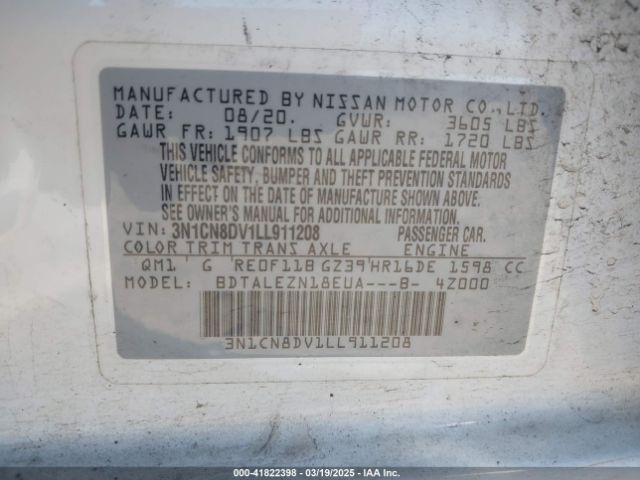 MANUFACTURED BY NISSAN MOTOR CO.,LTD.
DATE: 08/20. GVWR: 3605 LBS
GAWR FR: 1907 LBS GAWR RR: 1720 LBS
THIS VEHICLE CONFORMS TO ALL APPLICABLE FEDERAL MOTOR
VEHICLE SAFETY, BUMPER AND THEFT PREVENTION STANDARDS
IN EFFECT ON THE DATE OF MANUFACTURE SHOWN ABOVE.
SEE OWNER'S MANUAL FOR ADDITIONAL INFORMATION.
VIN: 3N1CN8DV1LL911208 PASSENGER CAR.
COLOR TRIM TRANS AXLE ENGINE
QM1 G RE0F11B GZ39 HR16DE 1598 CC
MODEL: BDTALEZN18EUA---B- 4Z000
3N1CN8DV1LL911208
000-41822398 - 03/19/2025 - IAA Inc.